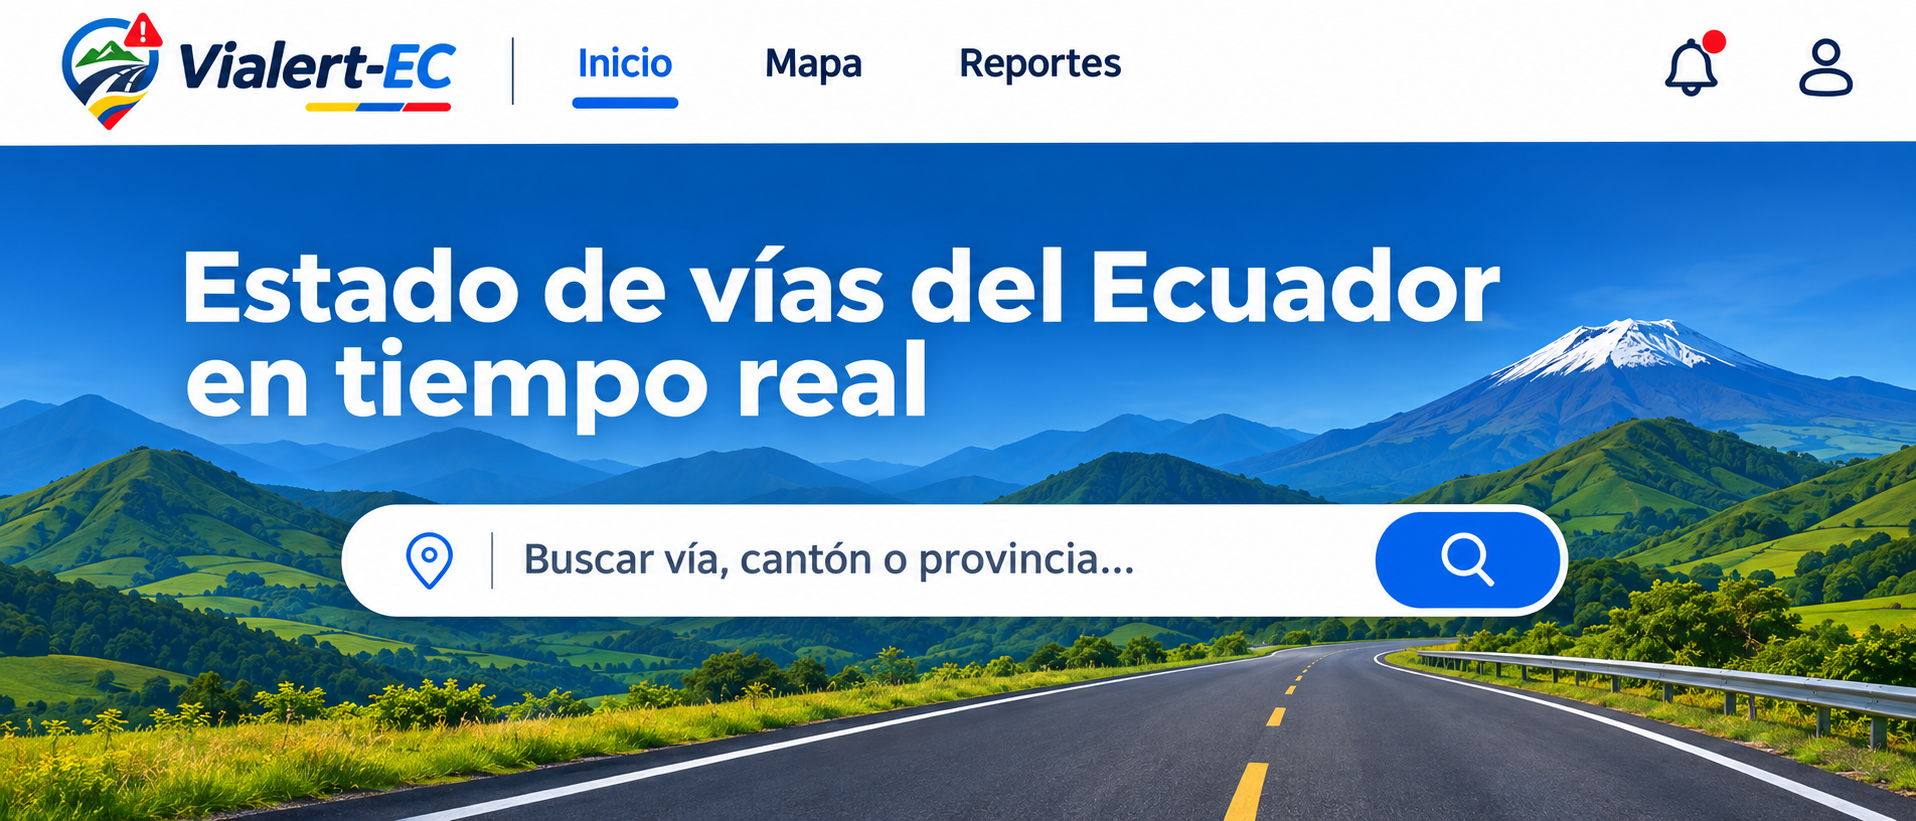 Vialert-EC
Inicio
Mapa
Reportes
Estado de vías del Ecuador
en tiempo real
Buscar vía, cantón o provincia...